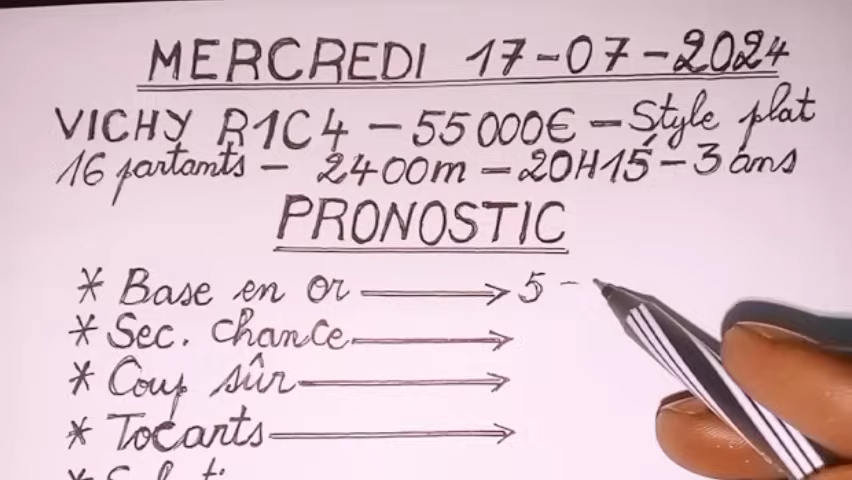 MERCREDI 17-07-2024
VICHY R1C4 - 55000€ - Style plat
16 partants - 2400m - 20H15 - 3 ans
PRONOSTIC
* Base en or → 5 -
* Sec. Chance →
* Coup sûr →
* Tocarts →